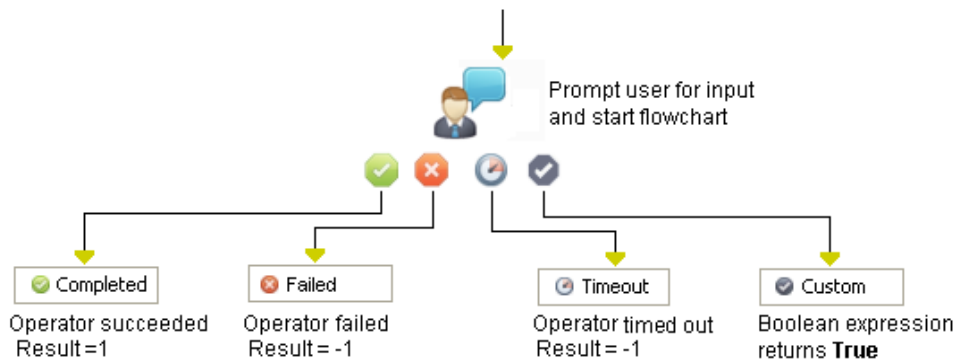 Prompt user for input
and start flowchart
Completed
Failed
Timeout
Custom
Operator succeeded
Result =1
Operator failed
Result = -1
Operator timed out
Result = -1
Boolean expression
returns True